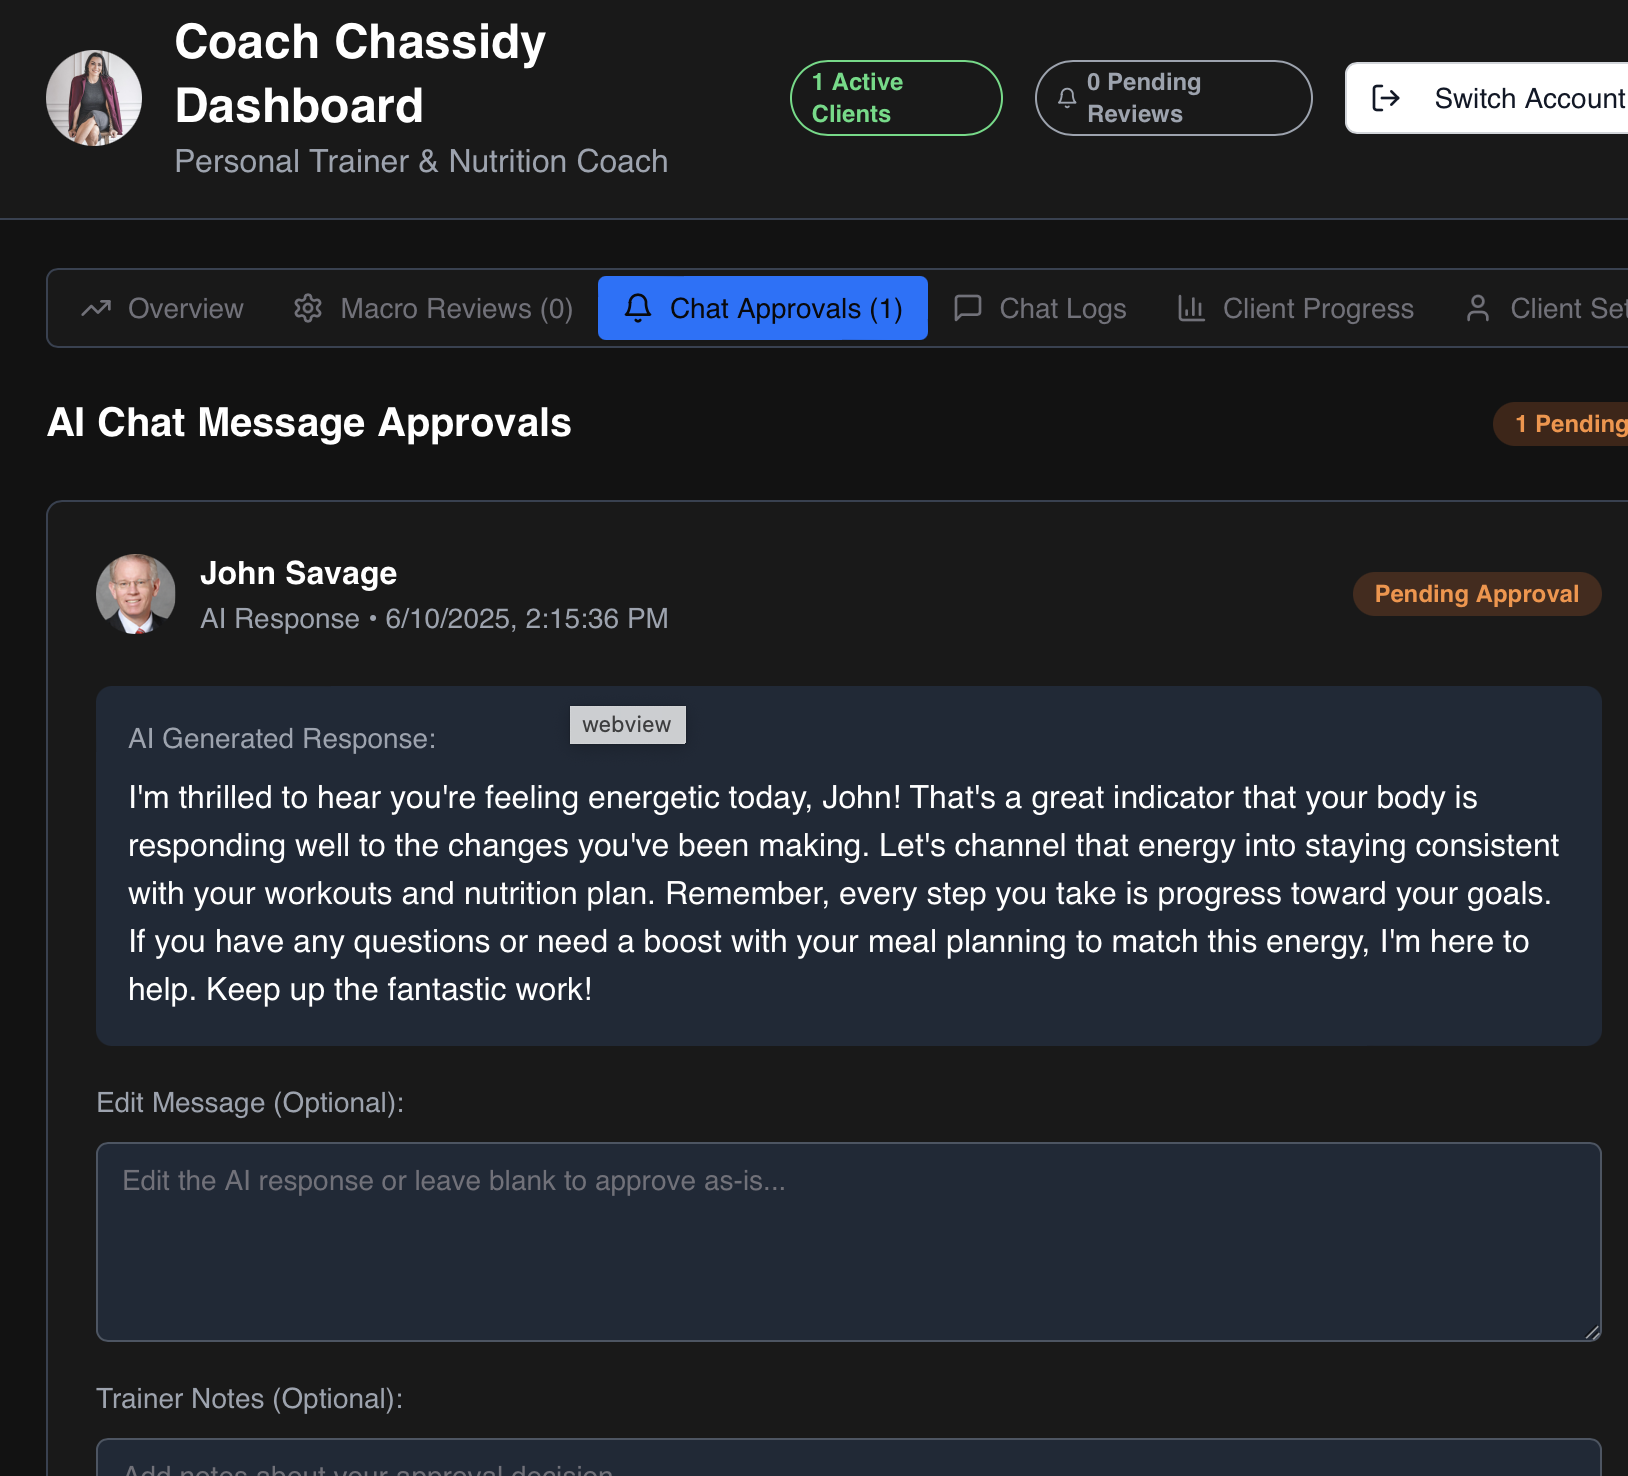 Coach Chassidy
Dashboard
Personal Trainer & Nutrition Coach
1 Active
Clients
0 Pending
Reviews
Switch Account
Overview
Macro Reviews (0)
Chat Approvals (1)
Chat Logs
Client Progress
Client Set
AI Chat Message Approvals
1 Pending
John Savage
AI Response • 6/10/2025, 2:15:36 PM
Pending Approval
webview
AI Generated Response:
I'm thrilled to hear you're feeling energetic today, John! That's a great indicator that your body is
responding well to the changes you've been making. Let's channel that energy into staying consistent
with your workouts and nutrition plan. Remember, every step you take is progress toward your goals.
If you have any questions or need a boost with your meal planning to match this energy, I'm here to
help. Keep up the fantastic work!
Edit Message (Optional):
Edit the AI response or leave blank to approve as-is...
Trainer Notes (Optional):
Add notes about your approval decision